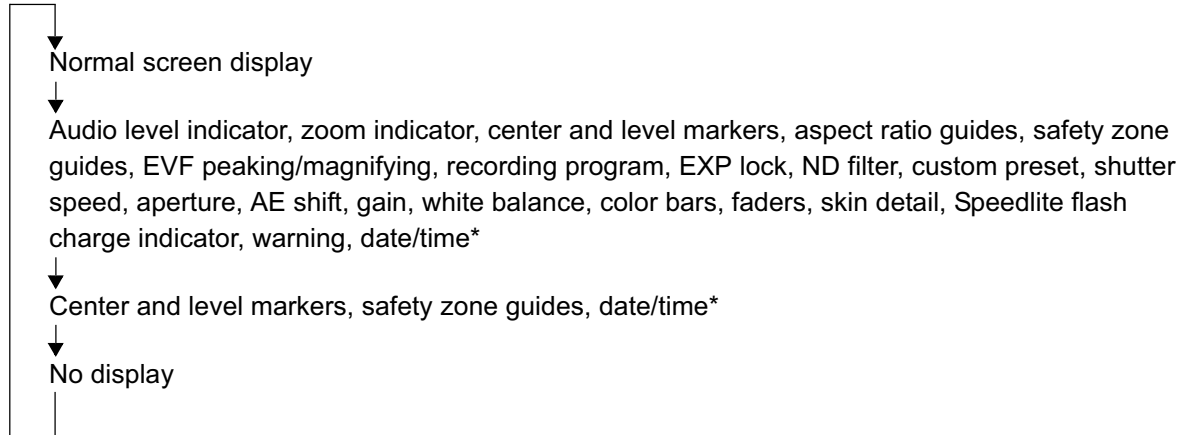 Normal screen display
Audio level indicator, zoom indicator, center and level markers, aspect ratio guides, safety zone
guides, EVF peaking/magnifying, recording program, EXP lock, ND filter, custom preset, shutter
speed, aperture, AE shift, gain, white balance, color bars, faders, skin detail, Speedlite flash
charge indicator, warning, date/time*
Center and level markers, safety zone guides, date/time*
No display